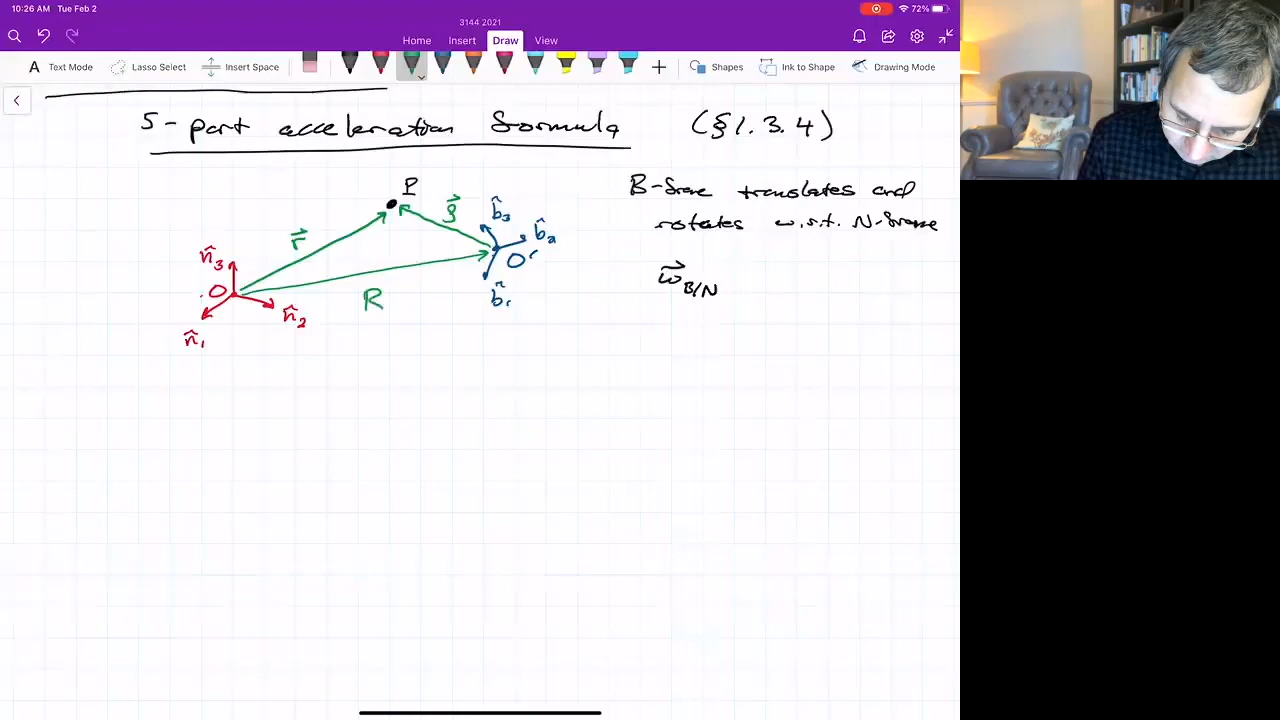 10:26 AM Tue Feb 2
72%
3144 2021
Home Insert Draw View
Text Mode Lasso Select Insert Space Shapes Ink to Shape Drawing Mode
5-part acceleration formula (§1.3.4)
P
B-frame translates and
rotates w.r.t. N-frame
r⃗
ρ⃗
b̂₃
b̂₂
O'
b̂₁
n̂₃
O
n̂₂
n̂₁
R
ω⃗ B/N